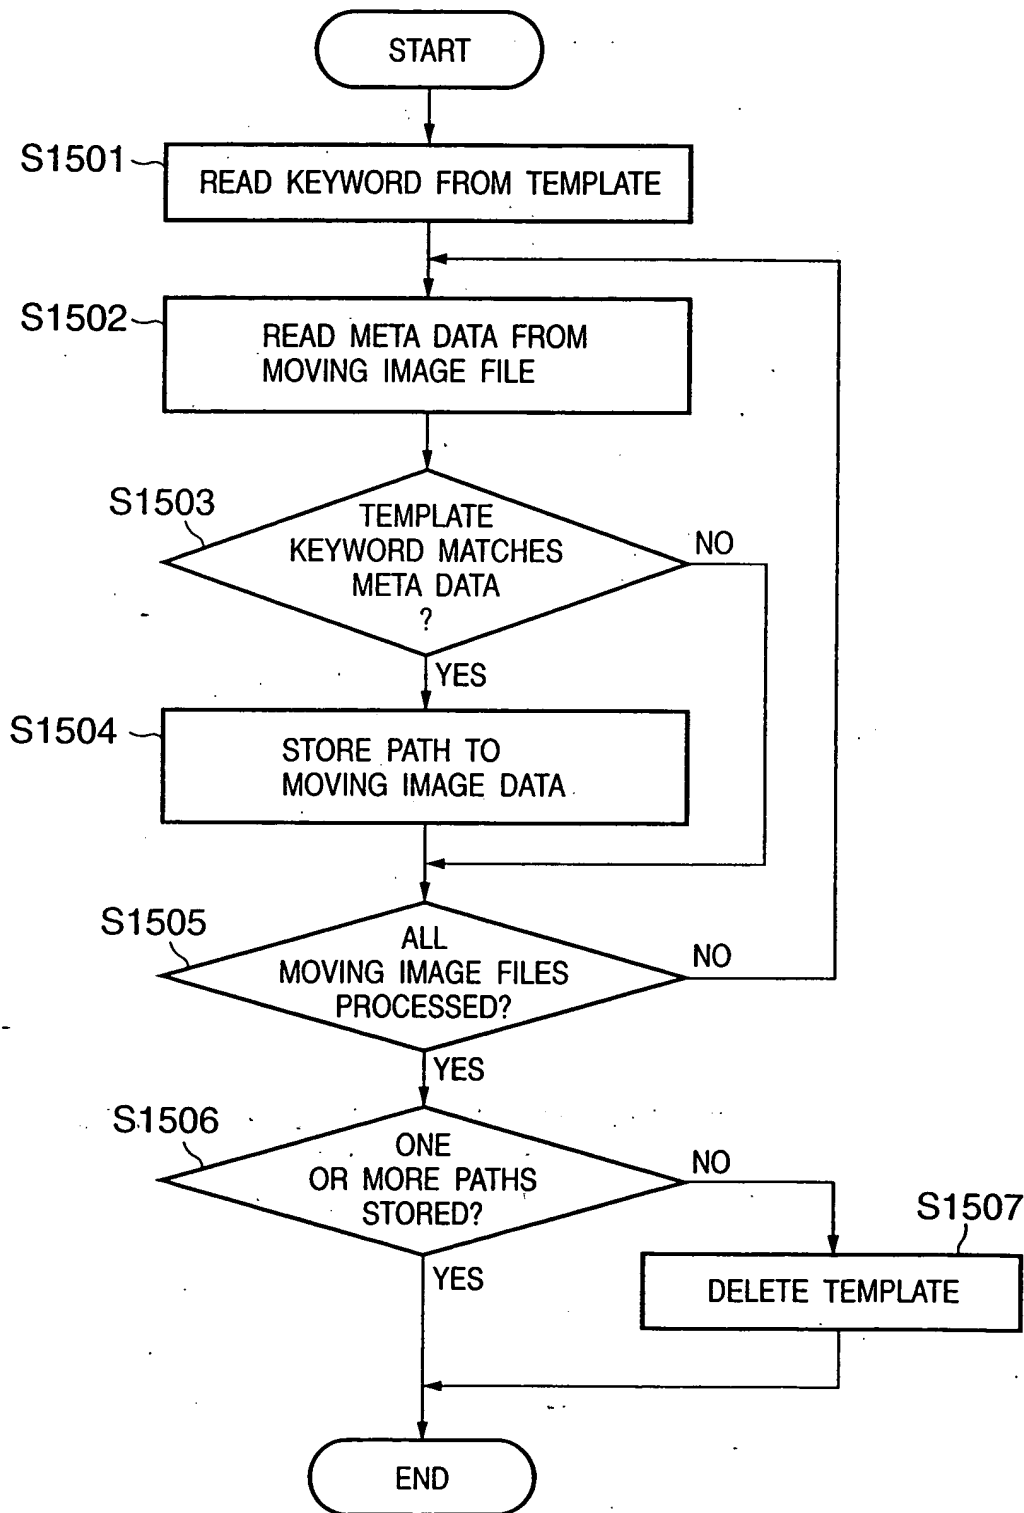 START
S1501
READ KEYWORD FROM TEMPLATE
S1502
READ META DATA FROM
MOVING IMAGE FILE
S1503
TEMPLATE
KEYWORD MATCHES
META DATA
?
NO
YES
S1504
STORE PATH TO
MOVING IMAGE DATA
S1505
ALL
MOVING IMAGE FILES
PROCESSED?
NO
YES
S1506
ONE
OR MORE PATHS
STORED?
NO
YES
S1507
DELETE TEMPLATE
END